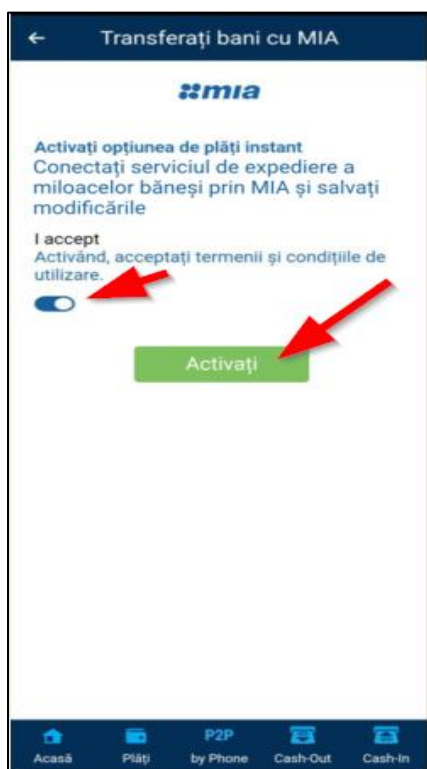 Transferați bani cu MIA
mia
Activați opțiunea de plăți instant
Conectați serviciul de expediere a
miloacelor bănești prin MIA și salvați
modificările
I accept
Activând, acceptați termenii și condițiile de
utilizare.
Activați
Acasă Plăți P2P by Phone Cash-Out Cash-In